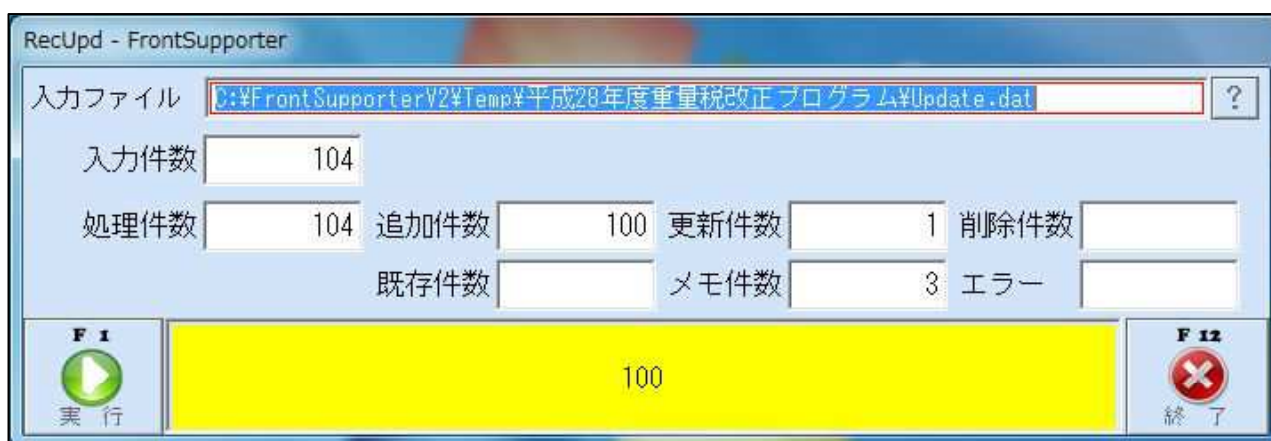 RecUpd - FrontSupporter
入力ファイル C:¥FrontSupporterV2¥Temp¥平成28年度重量税改正プログラム¥Update.dat ?
入力件数 104
処理件数 104 追加件数 100 更新件数 1 削除件数
既存件数 メモ件数 3 エラー
F 1
実 行
100
F 12
終 了